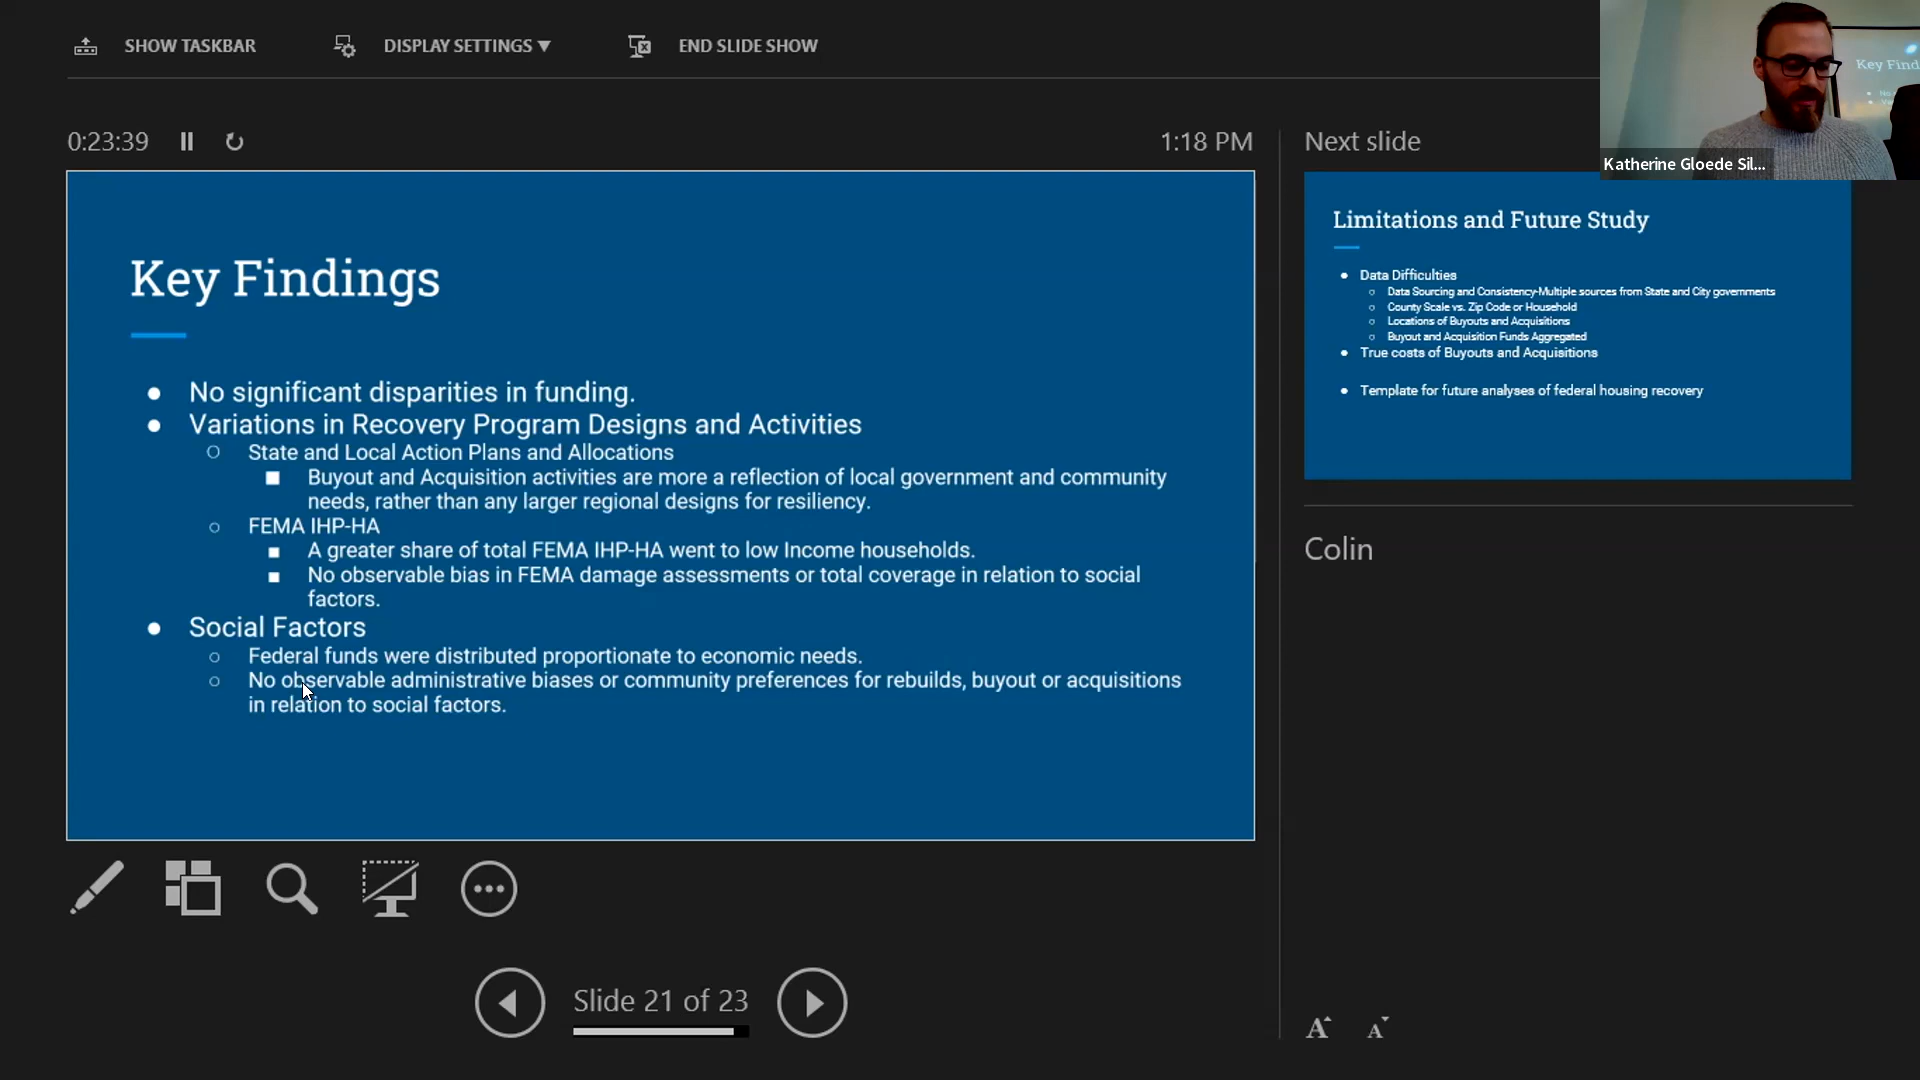 SHOW TASKBAR
DISPLAY SETTINGS ▼
END SLIDE SHOW
Key Find
Katherine Gloede Sil...
0:23:39
1:18 PM
Next slide
Key Findings
● No significant disparities in funding.
● Variations in Recovery Program Designs and Activities
○ State and Local Action Plans and Allocations
■ Buyout and Acquisition activities are more a reflection of local government and community
needs, rather than any larger regional designs for resiliency.
○ FEMA IHP-HA
■ A greater share of total FEMA IHP-HA went to low Income households.
■ No observable bias in FEMA damage assessments or total coverage in relation to social
factors.
● Social Factors
○ Federal funds were distributed proportionate to economic needs.
○ No observable administrative biases or community preferences for rebuilds, buyout or acquisitions
in relation to social factors.
Limitations and Future Study
● Data Difficulties
○ Data Sourcing and Consistency-Multiple sources from State and City governments
○ County Scale vs. Zip Code or Household
○ Locations of Buyouts and Acquisitions
○ Buyout and Acquisition Funds Aggregated
● True costs of Buyouts and Acquisitions
● Template for future analyses of federal housing recovery
Colin
Slide 21 of 23
A A